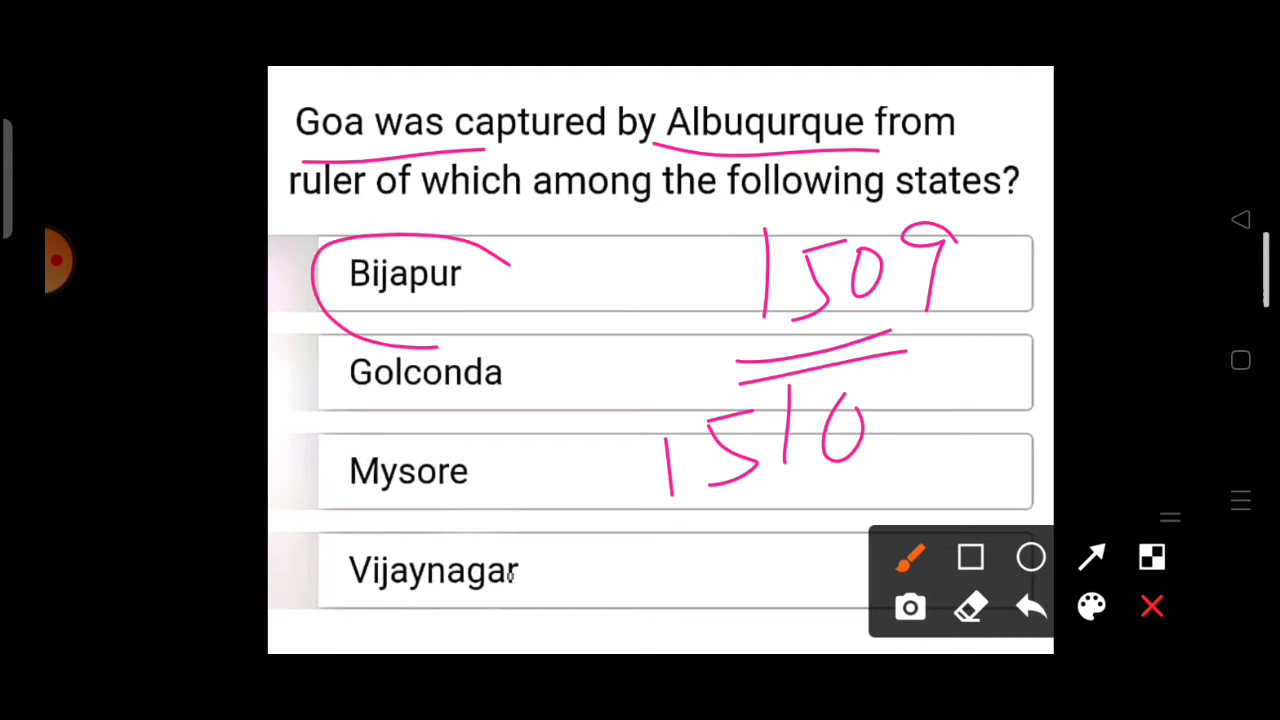 Goa was captured by Albuqurque from
ruler of which among the following states?
Bijapur
1509
Golconda
1510
Mysore
Vijaynagar